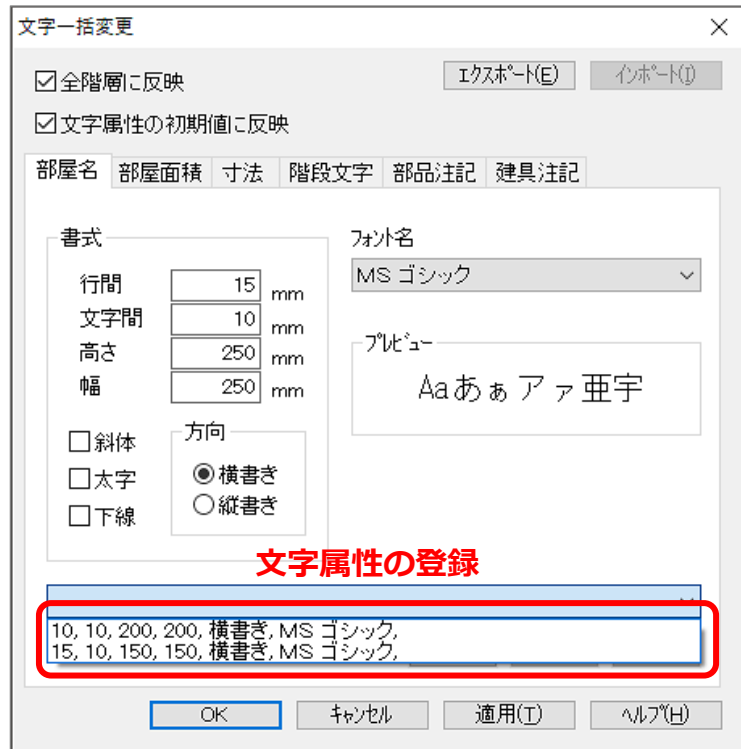 文字一括変更
エクスポート(E) インポート(I)
全階層に反映
文字属性の初期値に反映
部屋名 部屋面積 寸法 階段文字 部品注記 建具注記
書式
行間 15 mm
文字間 10 mm
高さ 250 mm
幅 250 mm
斜体
太字
下線
方向
横書き
縦書き
フォント名
MS ゴシック
プレビュー
Aaあぁアァ亜宇
文字属性の登録
10, 10, 200, 200, 横書き, MS ゴシック,
15, 10, 150, 150, 横書き, MS ゴシック,
OK キャンセル 適用(T) ヘルプ(H)